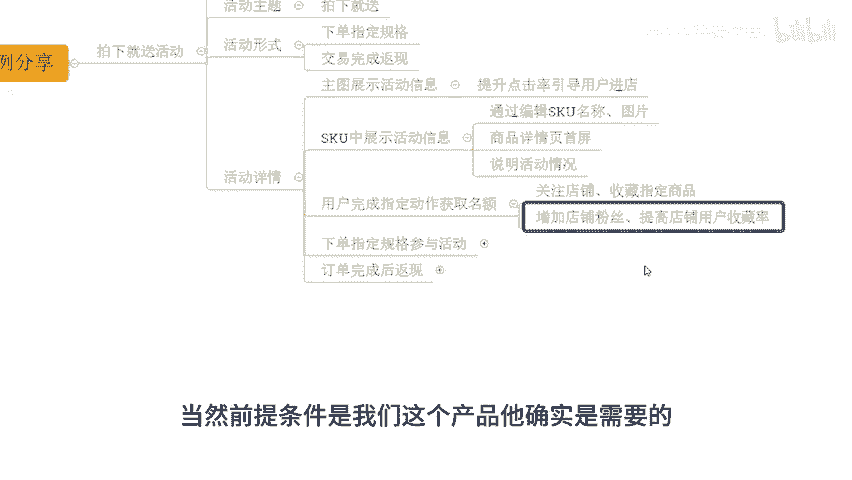 活动主题
拍下就送
例分享
拍下就送活动
活动形式
下单指定规格
交易完成返现
主图展示活动信息
提升点击率引导用户进店
通过编辑SKU名称、图片
SKU中展示活动信息
商品详情页首屏
说明活动情况
活动详情
关注店铺、收藏指定商品
用户完成指定动作获取名额
增加店铺粉丝、提高店铺用户收藏率
下单指定规格参与活动
订单完成后返现
bilibili
当然前提条件是我们这个产品他确实是需要的